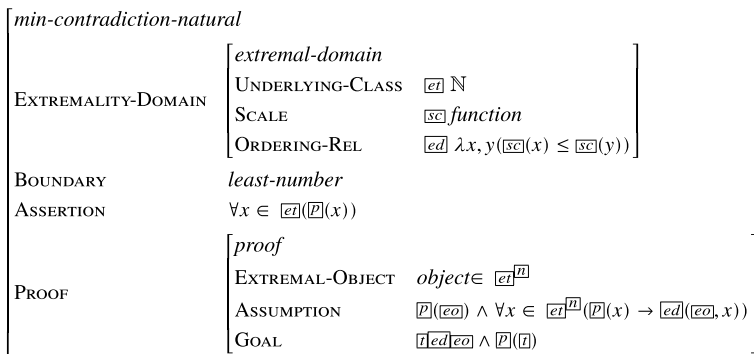 min-contradiction-natural
extremal-domain
UNDERLYING-CLASS et ℕ
EXTREMALITY-DOMAIN SCALE sc function
ORDERING-REL ed λx, y(sc(x) ≤ sc(y))
BOUNDARY least-number
ASSERTION ∀x ∈ et(p(x))
proof
EXTREMAL-OBJECT object∈ et^n
PROOF ASSUMPTION p(eo) ∧ ∀x ∈ et^n(p(x) → ed(eo, x))
GOAL t ed eo ∧ p(t)